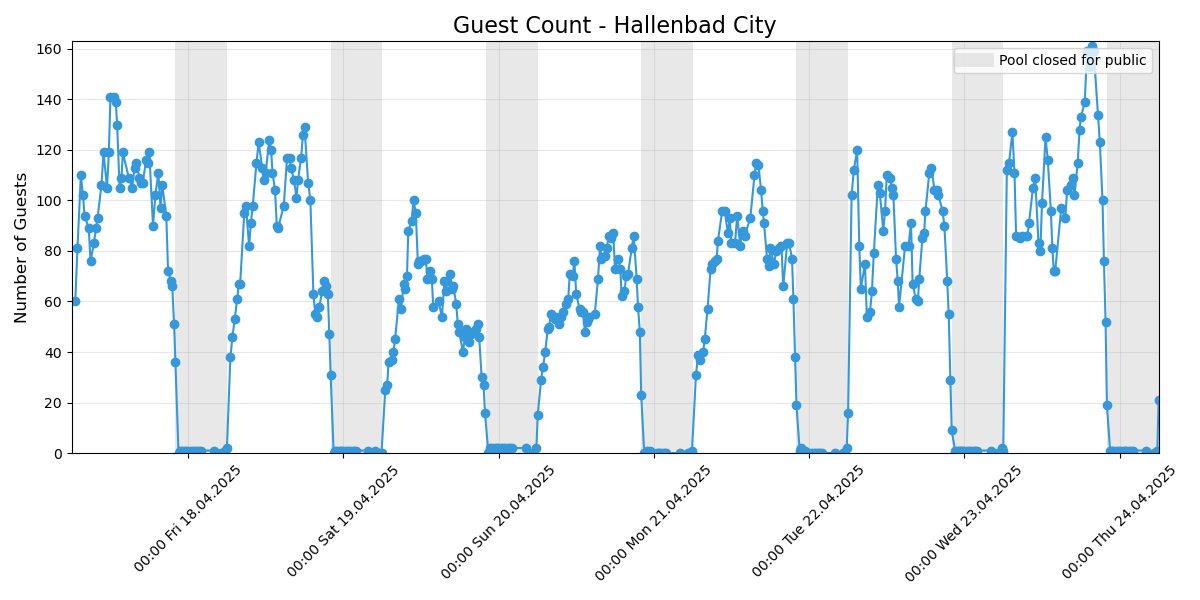 Guest Count - Hallenbad City
Pool closed for public
Number of Guests
160
140
120
100
80
60
40
20
0
00:00 Fri 18.04.2025
00:00 Sat 19.04.2025
00:00 Sun 20.04.2025
00:00 Mon 21.04.2025
00:00 Tue 22.04.2025
00:00 Wed 23.04.2025
00:00 Thu 24.04.2025